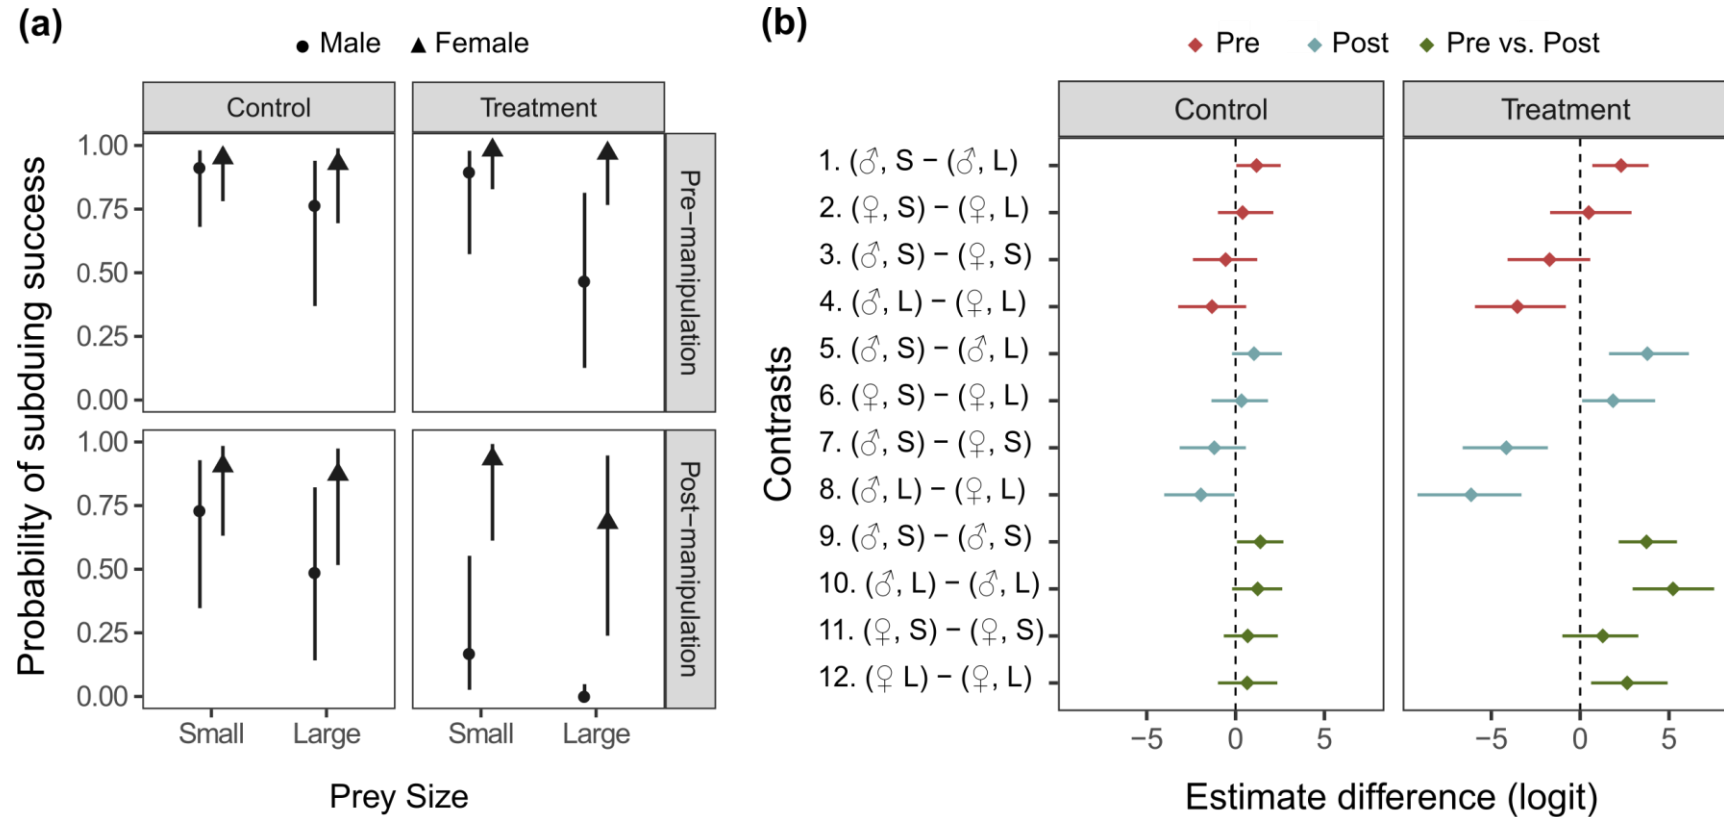 (a)
Male Female
Control Treatment
Probability of subduing success
1.00
0.75
0.50
0.25
0.00
Pre−manipulation
1.00
0.75
0.50
0.25
0.00
Post−manipulation
Small Large Small Large
Prey Size
(b)
Pre Post Pre vs. Post
Control Treatment
Contrasts
1. (♂, S − (♂, L)
2. (♀, S) − (♀, L)
3. (♂, S) − (♀, S)
4. (♂, L) − (♀, L)
5. (♂, S) − (♂, L)
6. (♀, S) − (♀, L)
7. (♂, S) − (♀, S)
8. (♂, L) − (♀, L)
9. (♂, S) − (♂, S)
10. (♂, L) − (♂, L)
11. (♀, S) − (♀, S)
12. (♀ L) − (♀, L)
−5 0 5 −5 0 5
Estimate difference (logit)